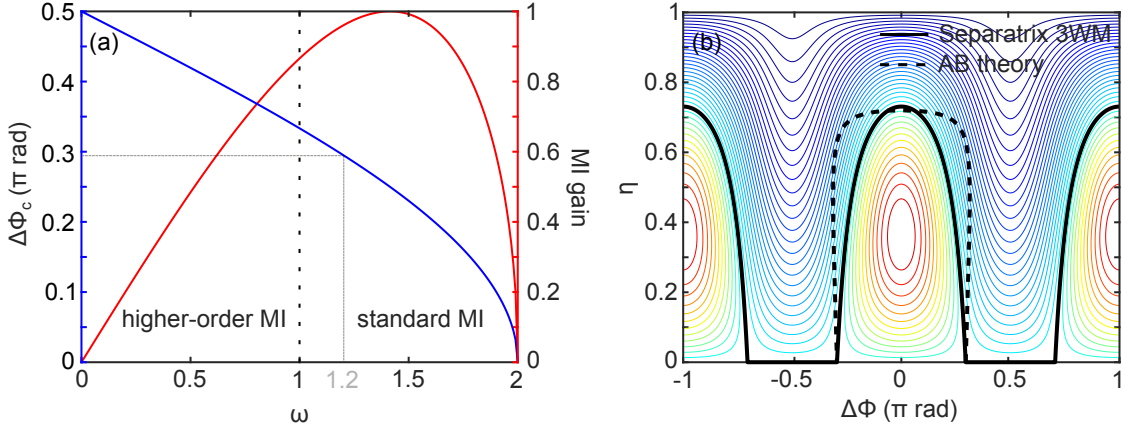 (a)
0.5
0.4
0.3
0.2
0.1
0
ΔΦc (π rad)
1
0.8
0.6
0.4
0.2
0
MI gain
higher-order MI
standard MI
0
0.5
1
1.2
1.5
2
ω
(b)
Separatrix 3WM
AB theory
1
0.8
0.6
0.4
0.2
0
η
-1
-0.5
0
0.5
1
ΔΦ (π rad)